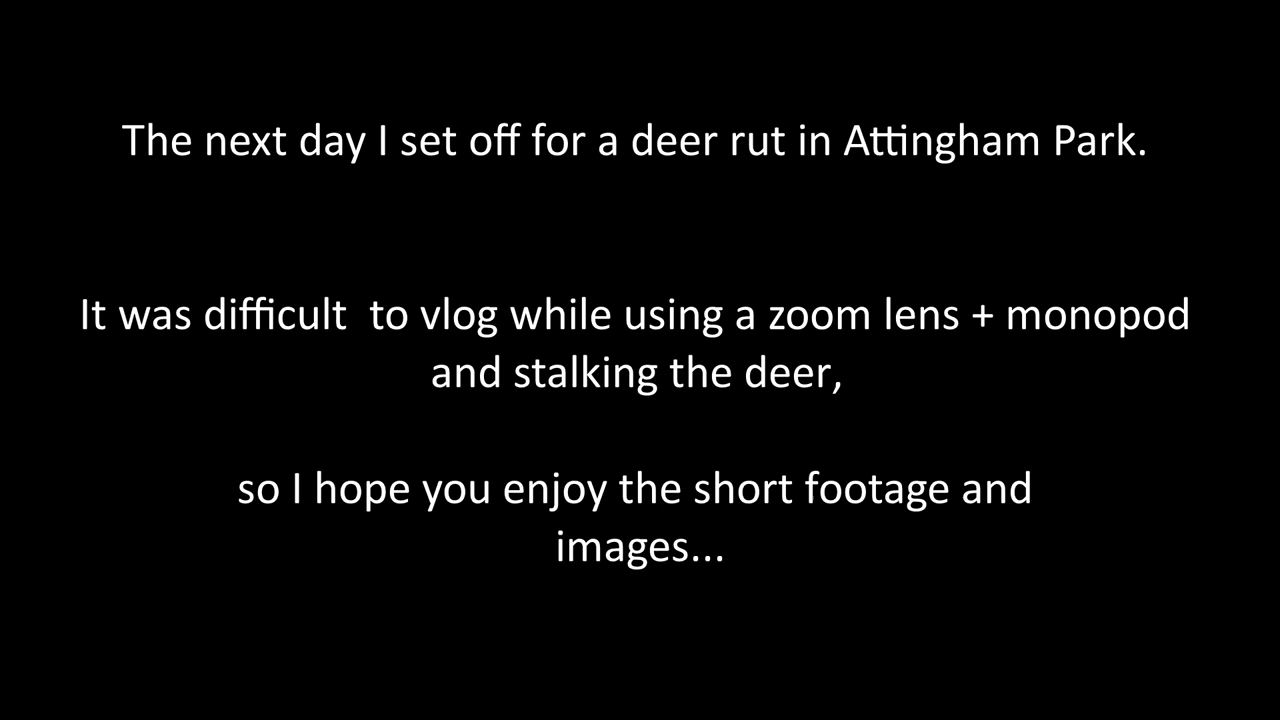 The next day I set off for a deer rut in Attingham Park.
It was difficult  to vlog while using a zoom lens + monopod
and stalking the deer,
so I hope you enjoy the short footage and
images...